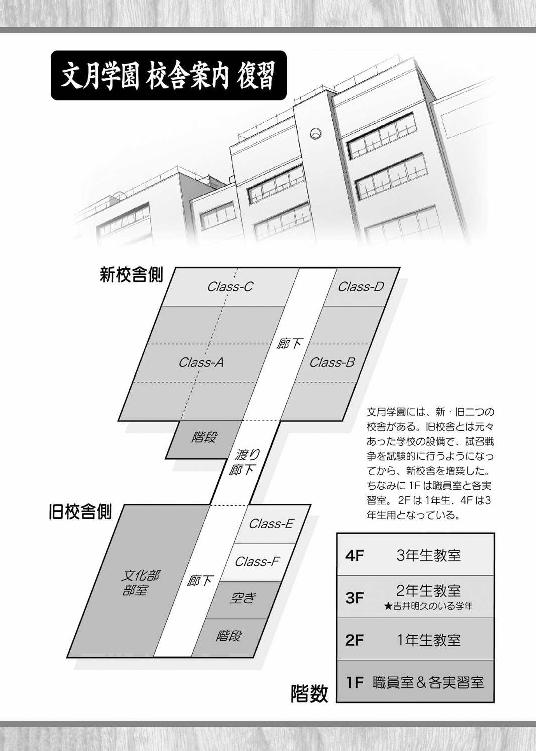 文月学園 校舎案内 復習
新校舎側
Class-C
Class-D
廊下
Class-A
Class-B
階段
渡り
廊下
文月学園には、新・旧二つの
校舎がある。旧校舎とは元々
あった学校の設備で、試召戦
争を試験的に行うようになっ
てから、新校舎を増築した。
ちなみに1Fは職員室と各実
習室。2Fは1年生、4Fは3
年生用となっている。
旧校舎側
Class-E
Class-F
文化部
部室
廊下
空き
階段
4F 3年生教室
3F 2年生教室
★吉井明久のいる学年
2F 1年生教室
1F 職員室&各実習室
階数